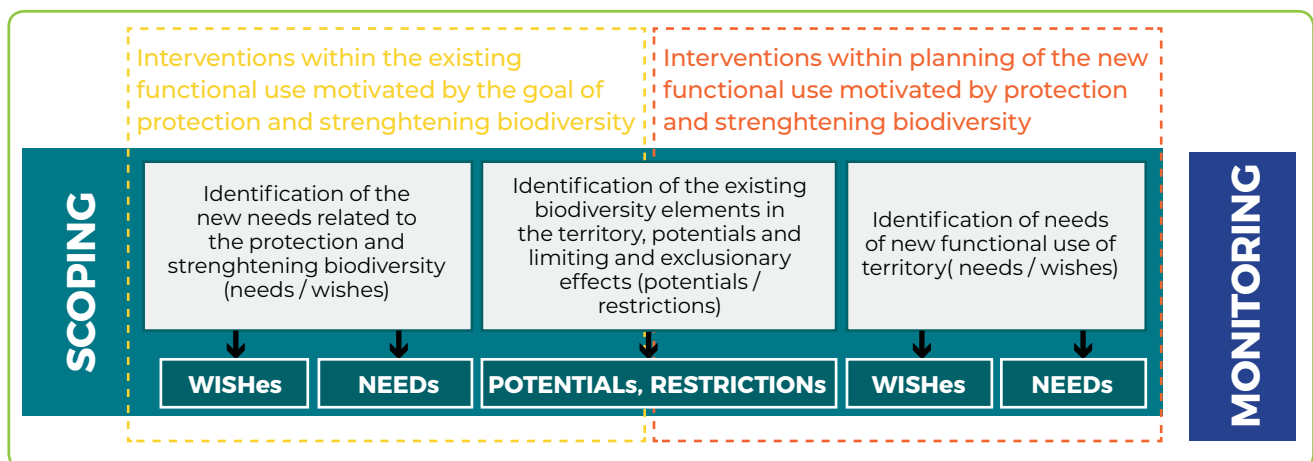 Interventions within the existing
functional use motivated by the goal of
protection and strenghtening biodiversity
Interventions within planning of the new
functional use motivated by protection
and strenghtening biodiversity
SCOPING
Identification of the
new needs related to
the protection and
strenghtening biodiversity
(needs / wishes)
Identification of the existing
biodiversity elements in
the territory, potentials and
limiting and exclusionary
effects (potentials /
restrictions)
Identification of needs
of new functional use of
territory( needs / wishes)
WISHes
NEEDs
POTENTIALs, RESTRICTIONs
WISHes
NEEDs
MONITORING